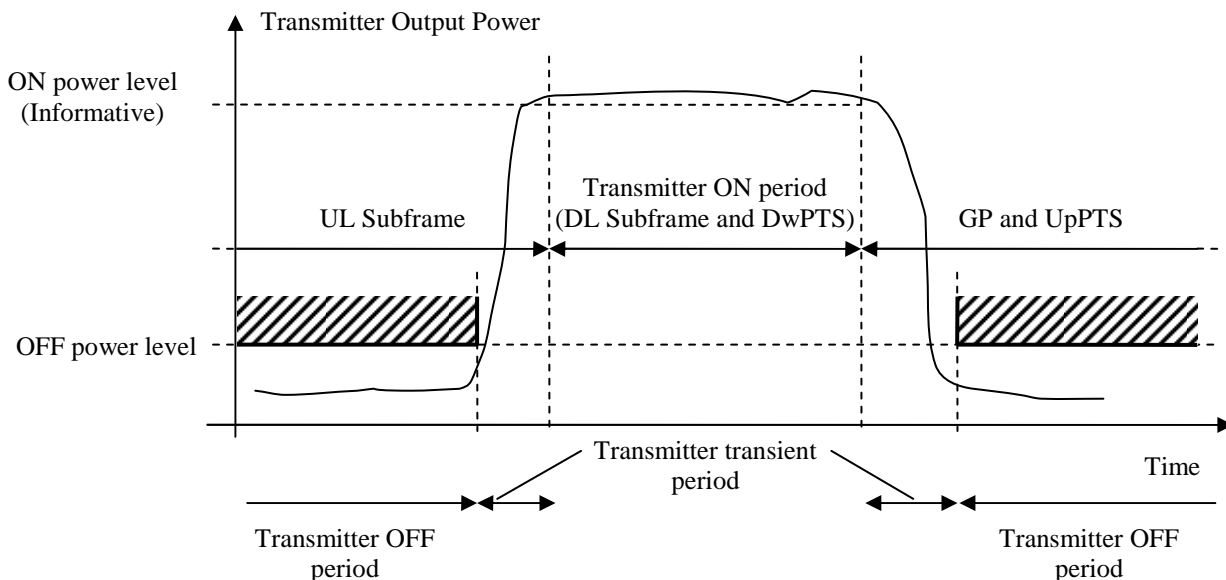 Transmitter Output Power
ON power level
(Informative)
Transmitter ON period
(DL Subframe and DwPTS)
UL Subframe
GP and UpPTS
OFF power level
Transmitter transient
period
Time
Transmitter OFF
period
Transmitter OFF
period